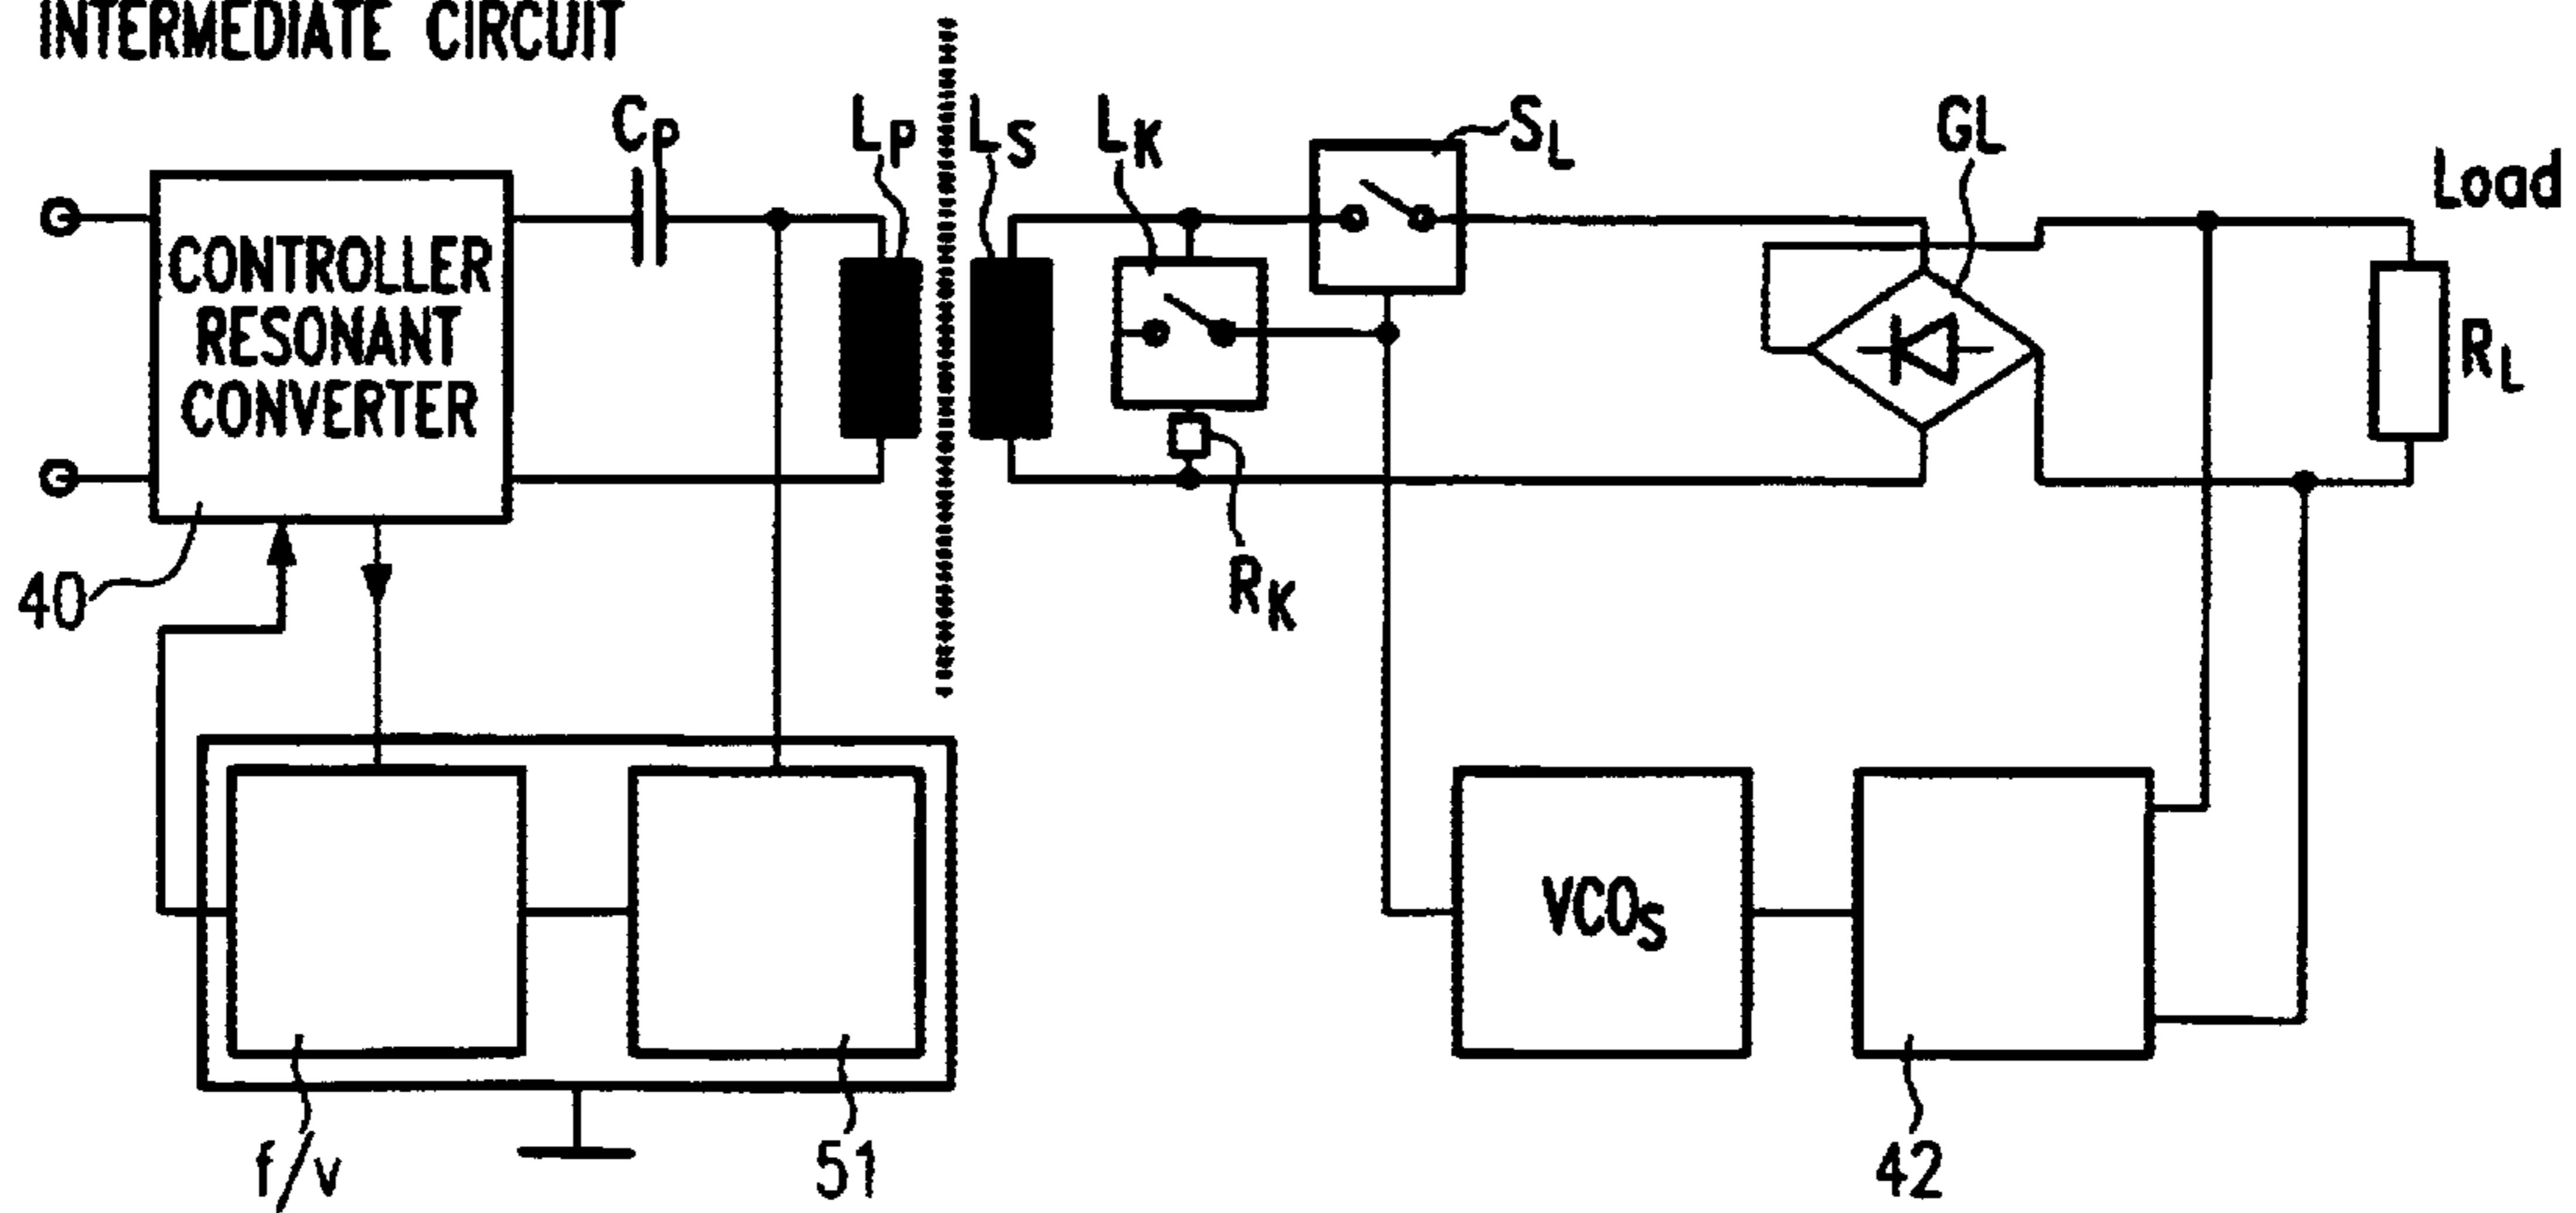 INTERMEDIATE CIRCUIT
CP
LP
LS
LK
SL
GL
Load
CONTROLLER
RESONANT
CONVERTER
RL
40
RK
VCOS
f/v
51
42